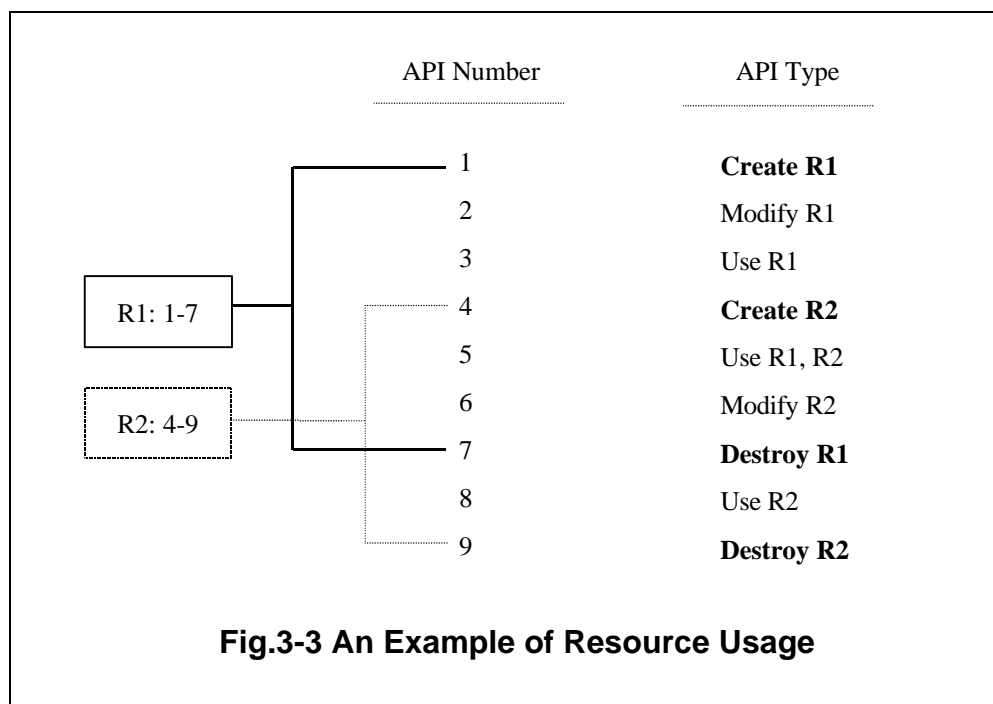 API Number API Type
1 Create R1
2 Modify R1
3 Use R1
R1: 1-7
4 Create R2
5 Use R1, R2
6 Modify R2
R2: 4-9
7 Destroy R1
8 Use R2
9 Destroy R2
Fig.3-3 An Example of Resource Usage